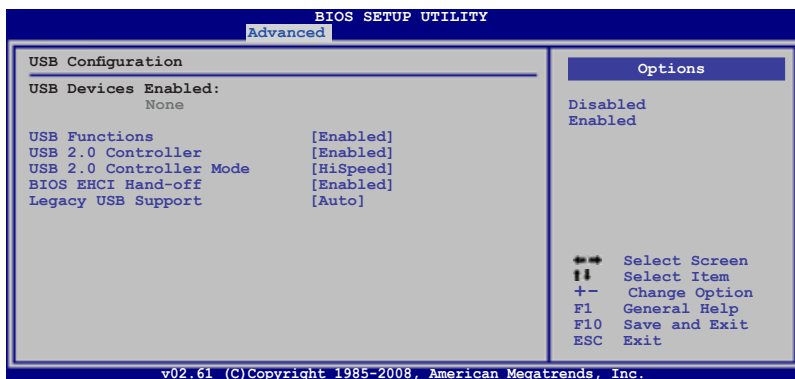 BIOS SETUP UTILITY
Advanced
USB Configuration
USB Devices Enabled:
None
USB Functions [Enabled]
USB 2.0 Controller [Enabled]
USB 2.0 Controller Mode [HiSpeed]
BIOS EHCI Hand-off [Enabled]
Legacy USB Support [Auto]
Options
Disabled
Enabled
←→ Select Screen
↑↓ Select Item
+- Change Option
F1 General Help
F10 Save and Exit
ESC Exit
v02.61 (C)Copyright 1985-2008, American Megatrends, Inc.